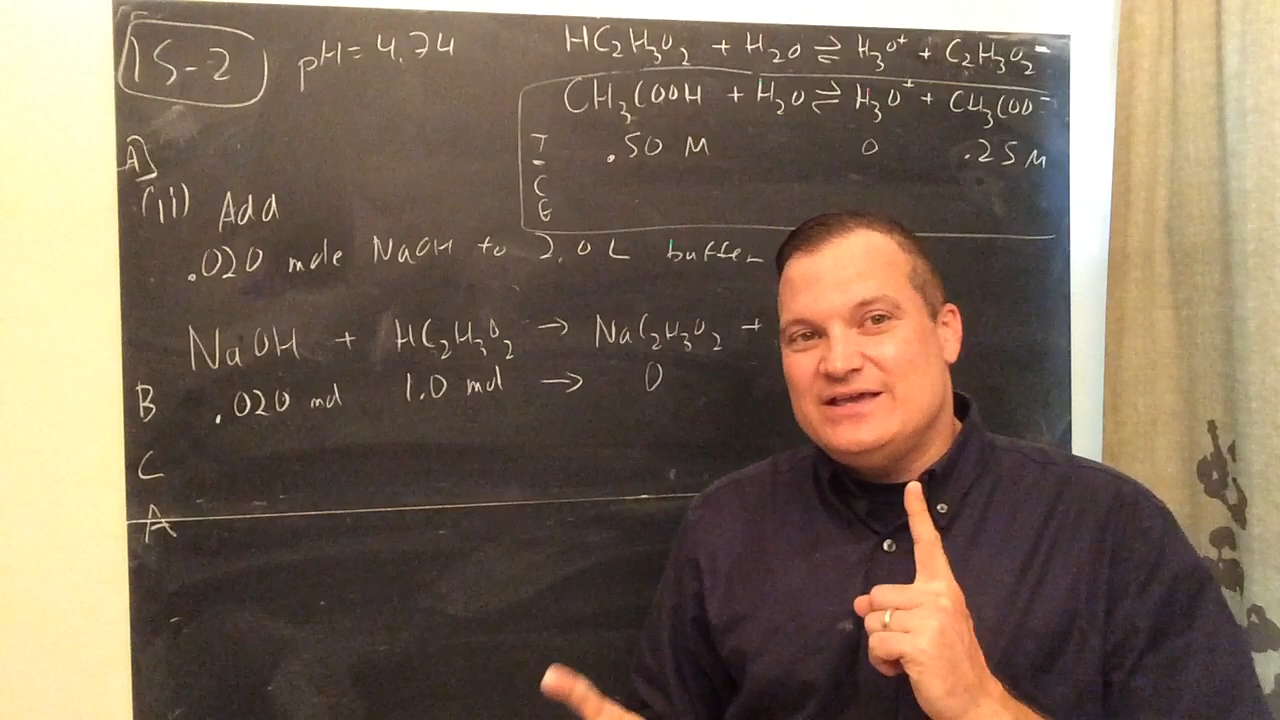 15-2 pH = 4.74
HC₂H₃O₂ + H₂O ⇌ H₃O⁺ + C₂H₃O₂⁻
CH₃COOH + H₂O ⇌ H₃O⁺ + CH₃COO⁻
I .50 M 0 .25 M
C
E
A)
(ii) Add
.020 mole NaOH to 2.0 L buffer
NaOH + HC₂H₃O₂ → NaC₂H₃O₂ +
B .020 mol 1.0 mol → 0
C
A